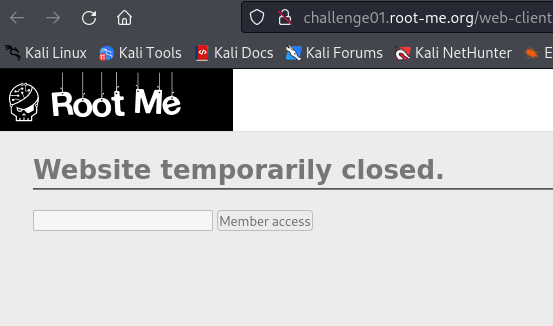 challenge01.root-me.org/web-client
Kali Linux Kali Tools Kali Docs Kali Forums Kali NetHunter E
Root Me
Website temporarily closed.
Member access